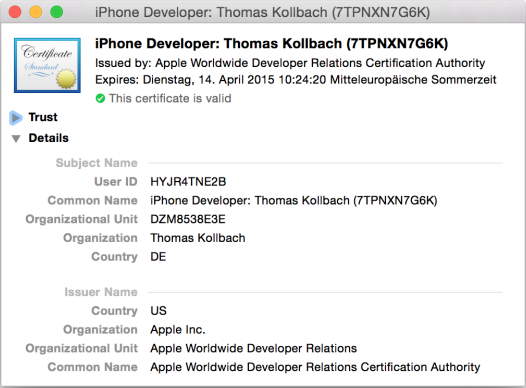 iPhone Developer: Thomas Kollbach (7TPNXN7G6K)
Certificate
Standard
iPhone Developer: Thomas Kollbach (7TPNXN7G6K)
Issued by: Apple Worldwide Developer Relations Certification Authority
Expires: Dienstag, 14. April 2015 10:24:20 Mitteleuropäische Sommerzeit
This certificate is valid
Trust
Details
Subject Name
User ID HYJR4TNE2B
Common Name iPhone Developer: Thomas Kollbach (7TPNXN7G6K)
Organizational Unit DZM8538E3E
Organization Thomas Kollbach
Country DE
Issuer Name
Country US
Organization Apple Inc.
Organizational Unit Apple Worldwide Developer Relations
Common Name Apple Worldwide Developer Relations Certification Authority